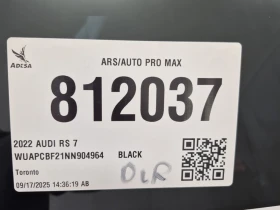 ADESA
ARS/AUTO PRO MAX
812037
2022 AUDI RS 7
WUAPCBF21NN904964 BLACK
Toronto
09/17/2025 14:36:19 AB